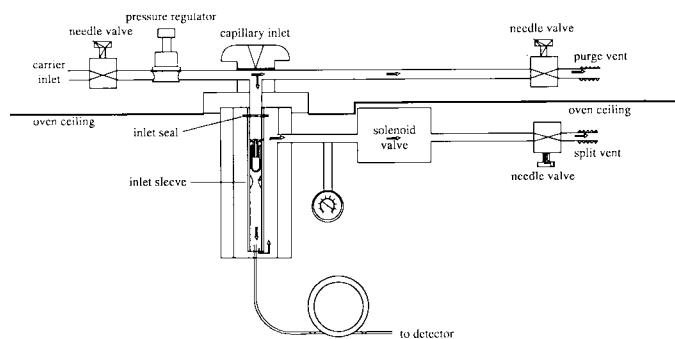 pressure regulator
needle valve
capillary inlet
needle valve
carrier
inlet
purge vent
oven ceiling
oven ceiling
inlet seal
solenoid
valve
split vent
inlet sleeve
needle valve
to detector